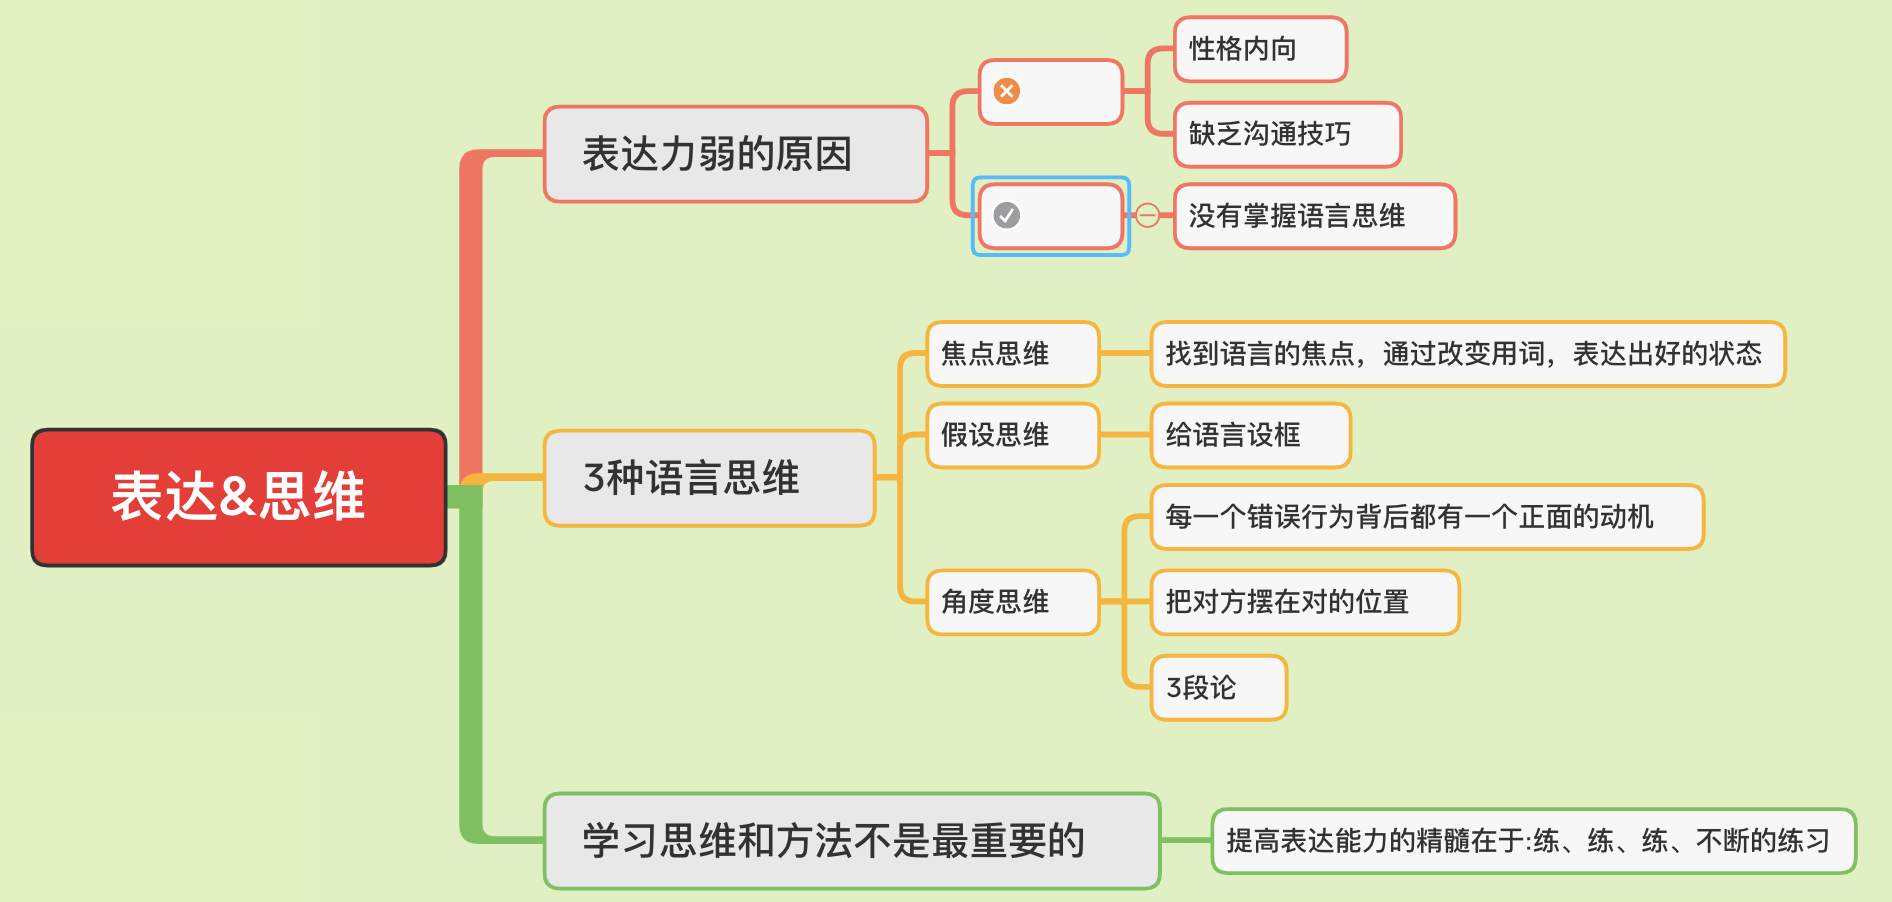 表达&思维
表达力弱的原因
性格内向
缺乏沟通技巧
没有掌握语言思维
3种语言思维
焦点思维
找到语言的焦点，通过改变用词，表达出好的状态
假设思维
给语言设框
角度思维
每一个错误行为背后都有一个正面的动机
把对方摆在对的位置
3段论
学习思维和方法不是最重要的
提高表达能力的精髓在于:练、练、练、不断的练习